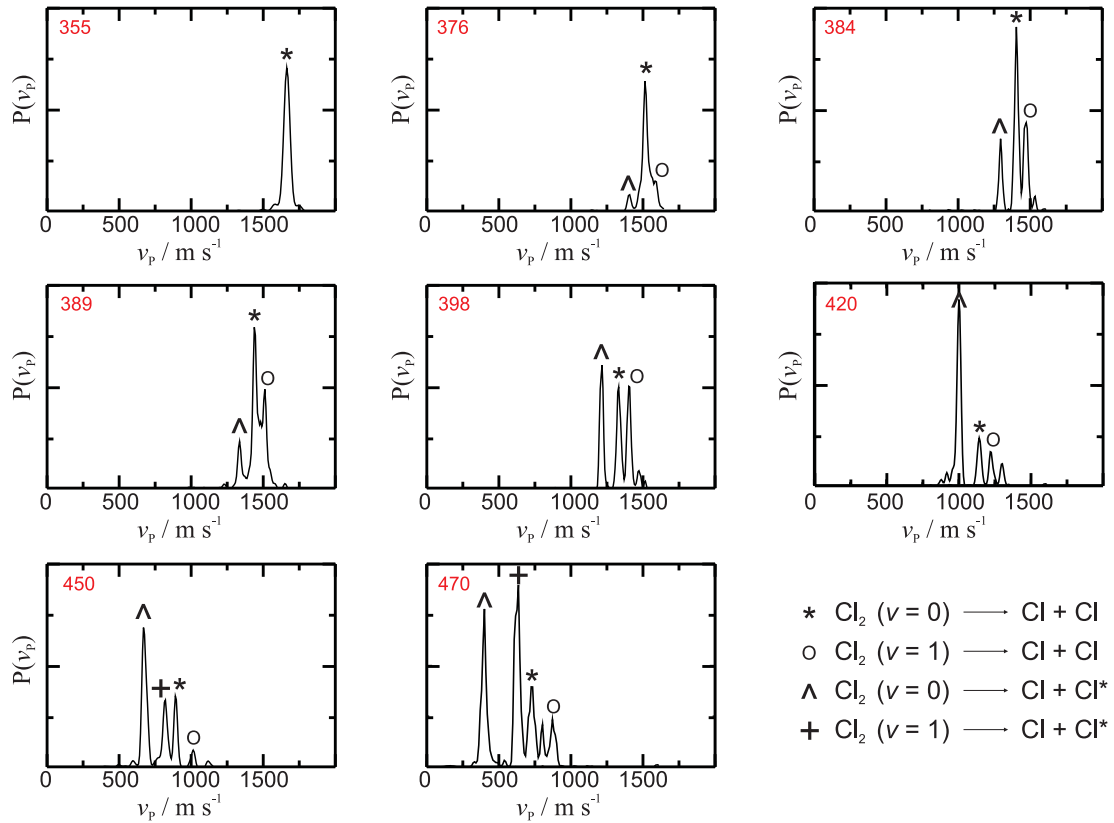 355
*
P(vₚ)
0 500 1000 1500
vₚ / m s⁻¹
376
*
^
O
P(vₚ)
0 500 1000 1500
vₚ / m s⁻¹
384
*
^
O
P(vₚ)
0 500 1000 1500
vₚ / m s⁻¹
389
*
^
O
P(vₚ)
0 500 1000 1500
vₚ / m s⁻¹
398
^
* O
P(vₚ)
0 500 1000 1500
vₚ / m s⁻¹
420
^
* O
P(vₚ)
0 500 1000 1500
vₚ / m s⁻¹
450
^
+ *
O
P(vₚ)
0 500 1000 1500
vₚ / m s⁻¹
470
+
^
*
O
P(vₚ)
0 500 1000 1500
vₚ / m s⁻¹
* Cl₂ (v = 0) ⟶ Cl + Cl
O Cl₂ (v = 1) ⟶ Cl + Cl
^ Cl₂ (v = 0) ⟶ Cl + Cl*
+ Cl₂ (v = 1) ⟶ Cl + Cl*